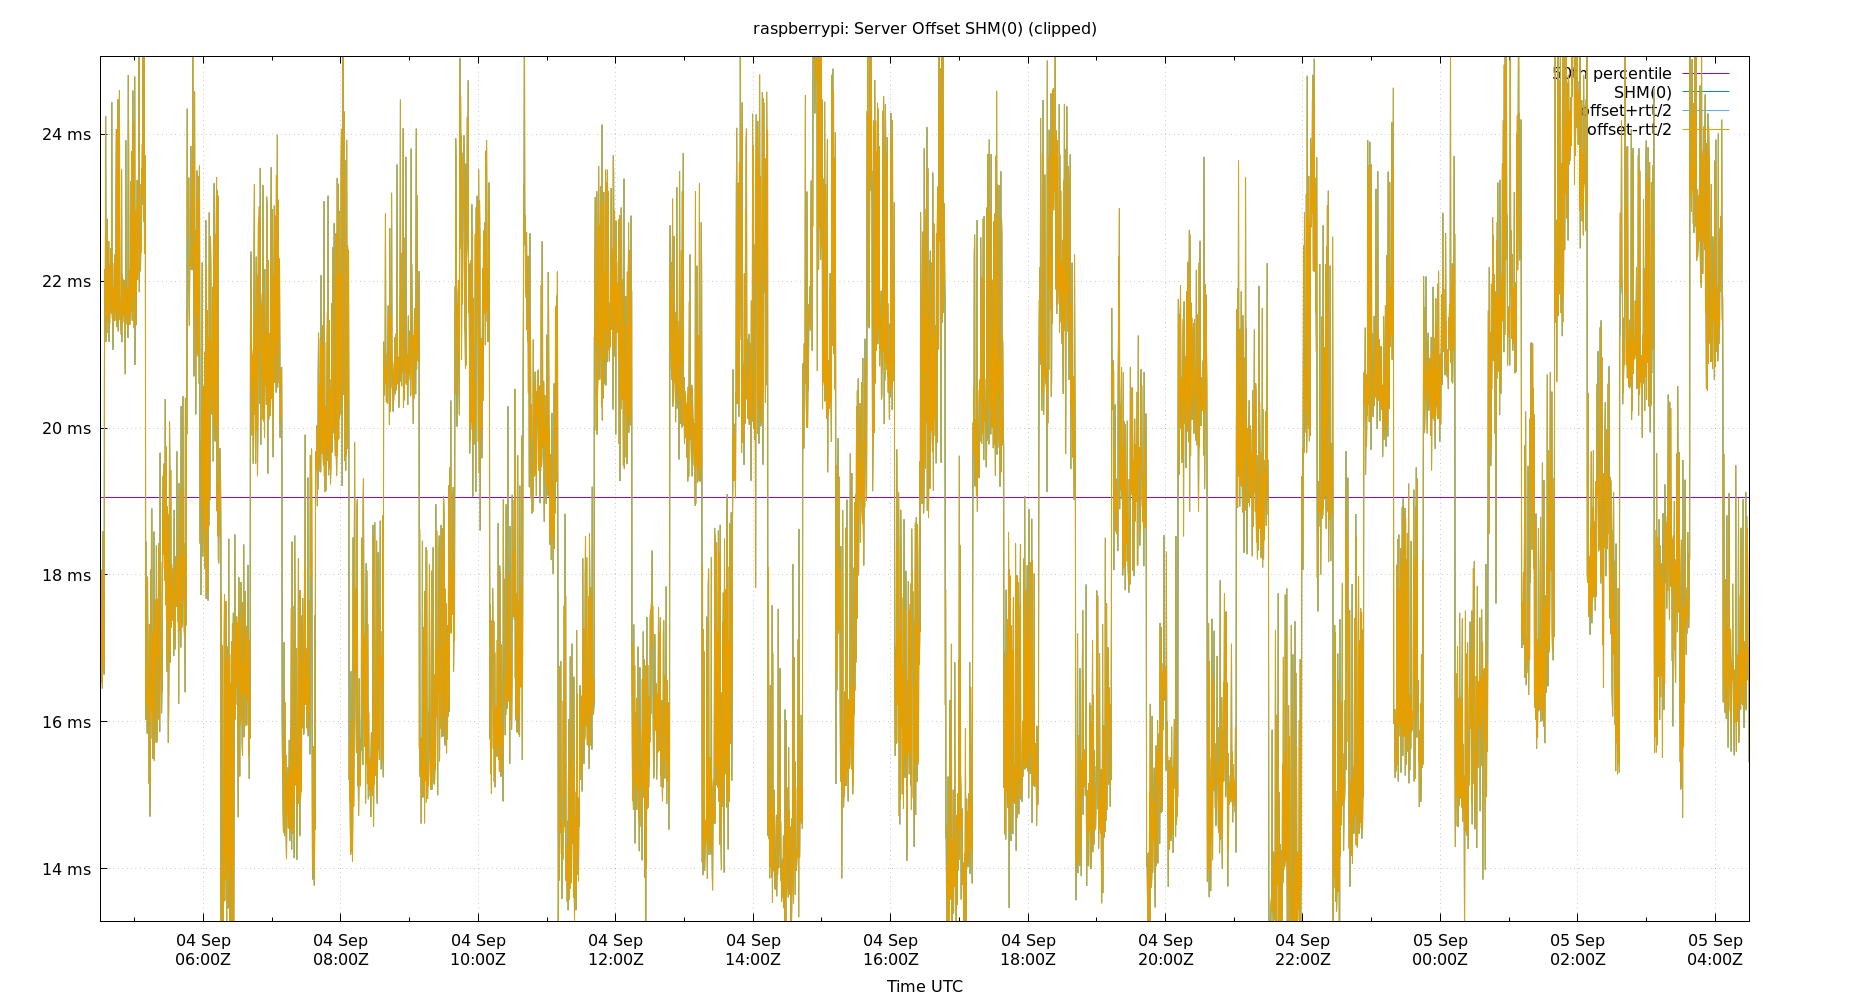 raspberrypi: Server Offset SHM(0) (clipped)
50th percentile
SHM(0)
offset+rtt/2
offset-rtt/2
24 ms
22 ms
20 ms
18 ms
16 ms
14 ms
04 Sep 04 Sep 04 Sep 04 Sep 04 Sep 04 Sep 04 Sep 04 Sep 04 Sep 05 Sep 05 Sep 05 Sep
06:00Z 08:00Z 10:00Z 12:00Z 14:00Z 16:00Z 18:00Z 20:00Z 22:00Z 00:00Z 02:00Z 04:00Z
Time UTC